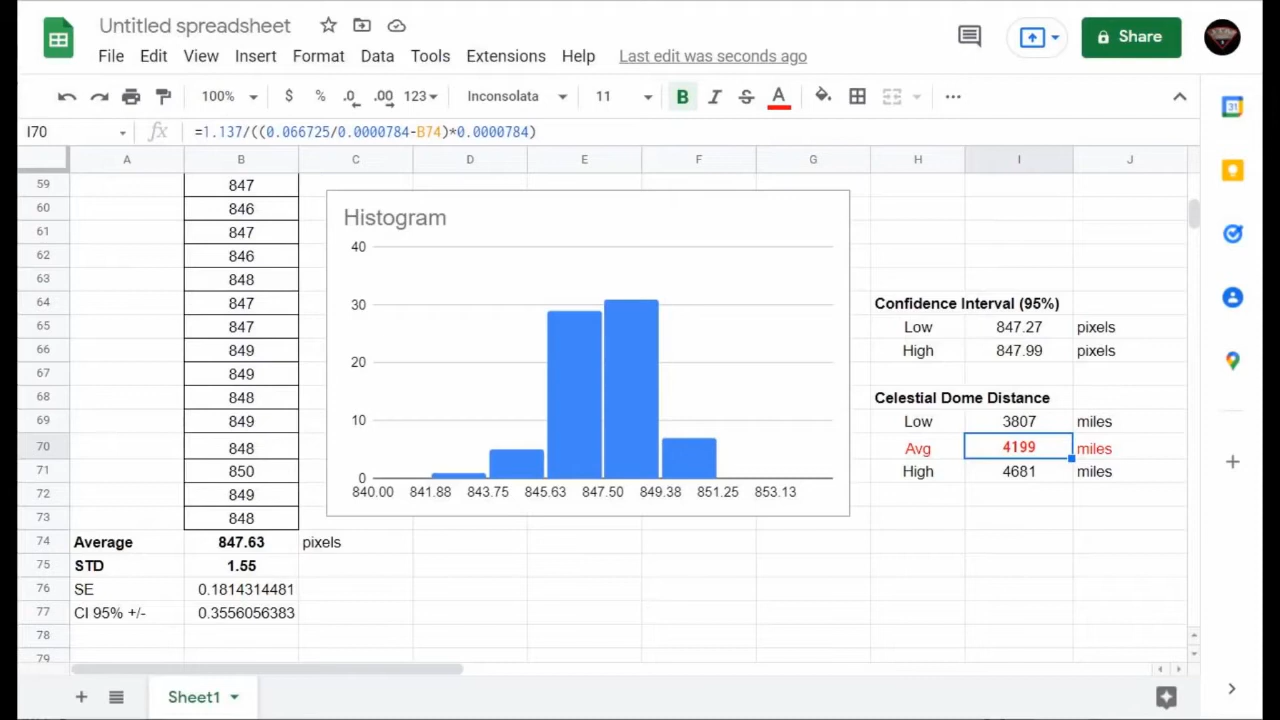 Untitled spreadsheet
File Edit View Insert Format Data Tools Extensions Help Last edit was seconds ago
Share
100% $ % .0 .00 123 Inconsolata 11 B I S A
I70 fx =1.137/((0.066725/0.0000784-B74)*0.0000784)
A B C D E F G H I J
59 847
60 846
61 847
62 846
63 848
64 847 Confidence Interval (95%)
65 847 Low 847.27 pixels
66 849 High 847.99 pixels
67 849
68 848 Celestial Dome Distance
69 849 Low 3807 miles
70 848 Avg 4199 miles
71 850 High 4681 miles
72 849
73 848
74 Average 847.63 pixels
75 STD 1.55
76 SE 0.1814314481
77 CI 95% +/- 0.3556056383
78
79
Histogram
40
30
20
10
0
840.00 841.88 843.75 845.63 847.50 849.38 851.25 853.13
Sheet1
31